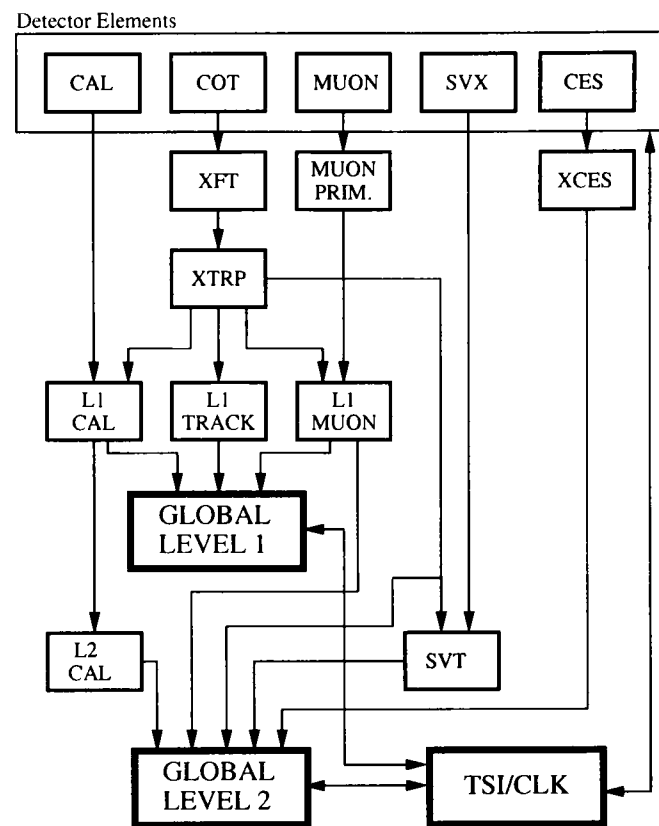 Detector Elements
CAL
COT
MUON
SVX
CES
XFT
MUON
PRIM.
XCES
XTRP
L1
CAL
L1
TRACK
L1
MUON
GLOBAL
LEVEL 1
L2
CAL
SVT
GLOBAL
LEVEL 2
TSI/CLK